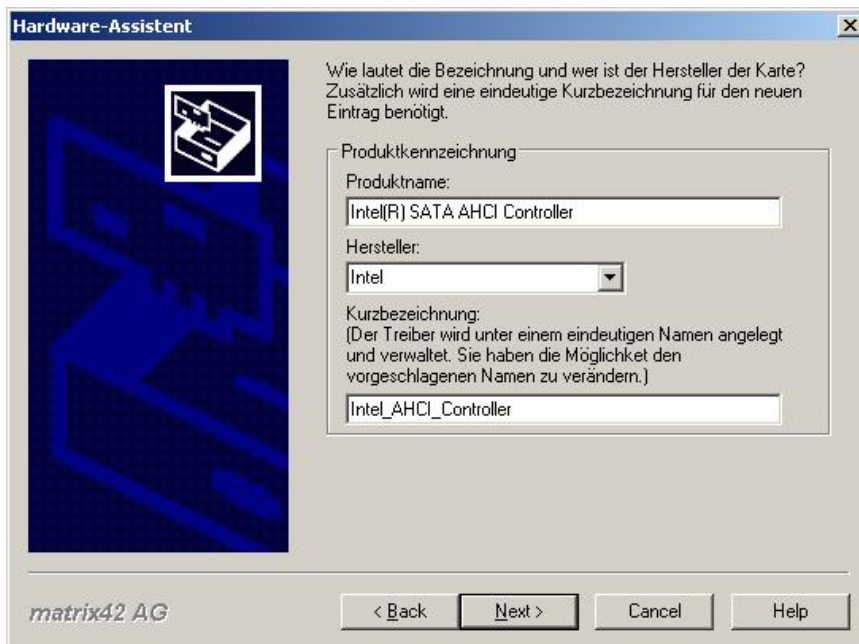 Hardware-Assistent
Wie lautet die Bezeichnung und wer ist der Hersteller der Karte?
Zusätzlich wird eine eindeutige Kurzbezeichnung für den neuen
Eintrag benötigt.
Produktkennzeichnung
Produktname:
Intel(R) SATA AHCI Controller
Hersteller:
Intel
Kurzbezeichnung:
(Der Treiber wird unter einem eindeutigen Namen angelegt
und verwaltet. Sie haben die Möglichket den
vorgeschlagenen Namen zu verändern.)
Intel_AHCI_Controller
matrix42 AG
< Back Next > Cancel Help